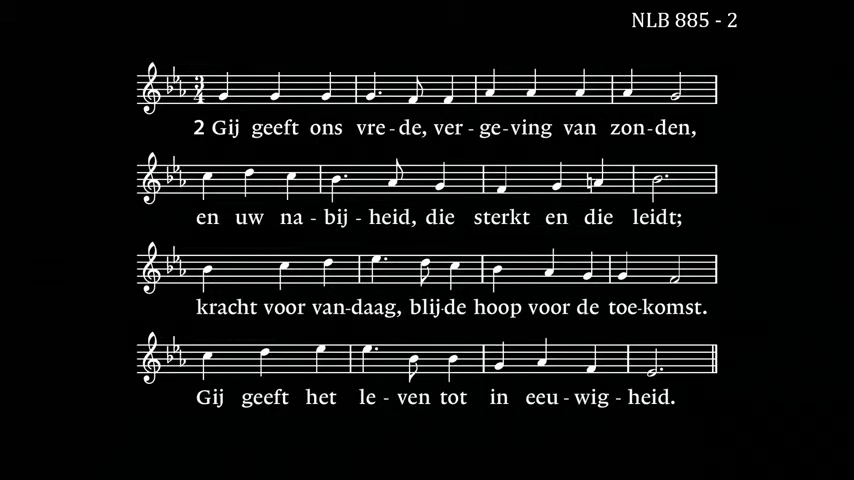 NLB 885 - 2
3
4
2 Gij geeft ons vre-de, ver-ge-ving van zon-den,
en uw na-bij-heid, die sterkt en die leidt;
kracht voor van-daag, blij-de hoop voor de toe-komst.
Gij geeft het le-ven tot in eeu-wig-heid.